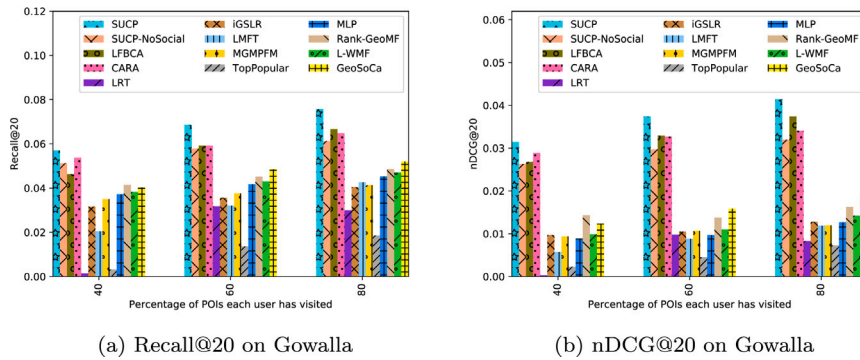 0.12
0.10
0.08
0.06
0.04
0.02
0.00
Recall@20
SUCP
SUCP-NoSocial
LFBCA
CARA
LRT
iGSLR
LMFT
MGMPFM
TopPopular
MLP
Rank-GeoMF
L-WMF
GeoSoCa
40
60
80
Percentage of POIs each user has visited
(a) Recall@20 on Gowalla
0.06
0.05
0.04
0.03
0.02
0.01
0.00
nDCG@20
SUCP
SUCP-NoSocial
LFBCA
CARA
LRT
iGSLR
LMFT
MGMPFM
TopPopular
MLP
Rank-GeoMF
L-WMF
GeoSoCa
40
60
80
Percentage of POIs each user has visited
(b) nDCG@20 on Gowalla